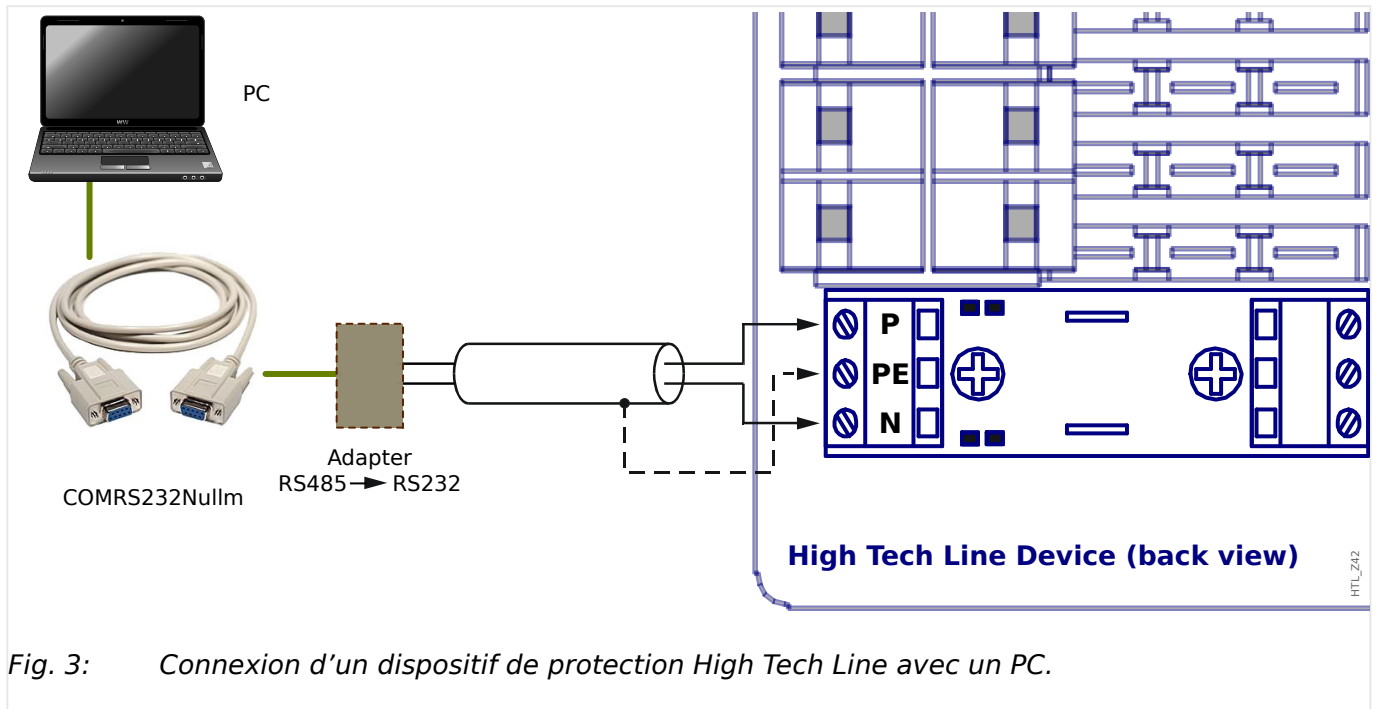 PC
COMRS232Nullm
Adapter
RS485 RS232
P
PE
N
High Tech Line Device (back view)
HTL_Z42
Fig. 3: Connexion d’un dispositif de protection High Tech Line avec un PC.